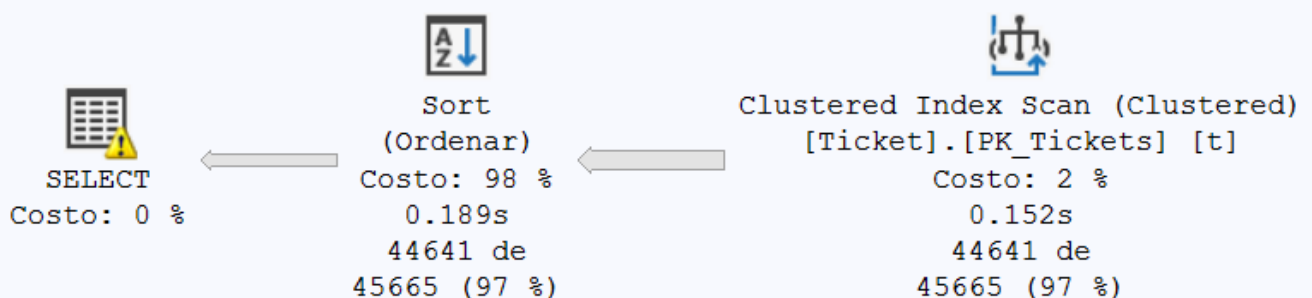 SELECT
Costo: 0 %
Sort
(Ordenar)
Costo: 98 %
0.189s
44641 de
45665 (97 %)
Clustered Index Scan (Clustered)
[Ticket].[PK_Tickets] [t]
Costo: 2 %
0.152s
44641 de
45665 (97 %)